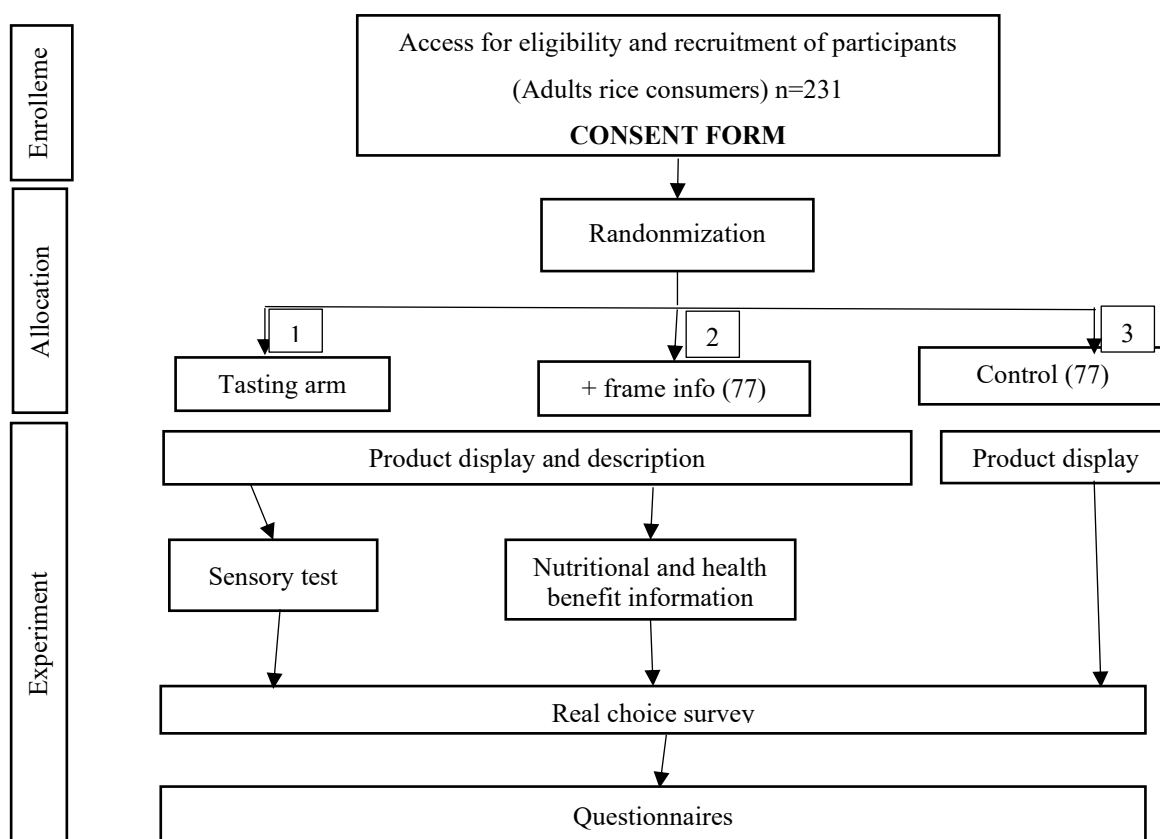 Enrolleme
Access for eligibility and recruitment of participants
(Adults rice consumers) n=231
CONSENT FORM
Allocation
Randonmization
1
2
3
Tasting arm
+ frame info (77)
Control (77)
Experiment
Product display and description
Product display
Sensory test
Nutritional and health
benefit information
Real choice survey
Questionnaires